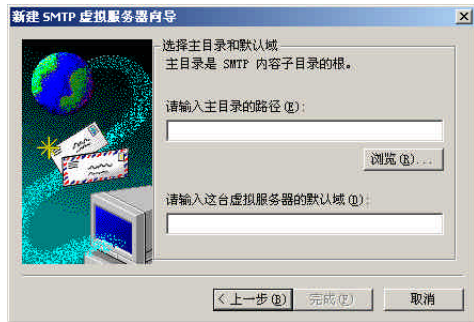 新建 SMTP 虚拟服务器向导
选择主目录和默认域
主目录是 SMTP 内容子目录的根。
请输入主目录的路径(E):
浏览(R)...
请输入这台虚拟服务器的默认域(D):
< 上一步(B) 完成(F) 取消